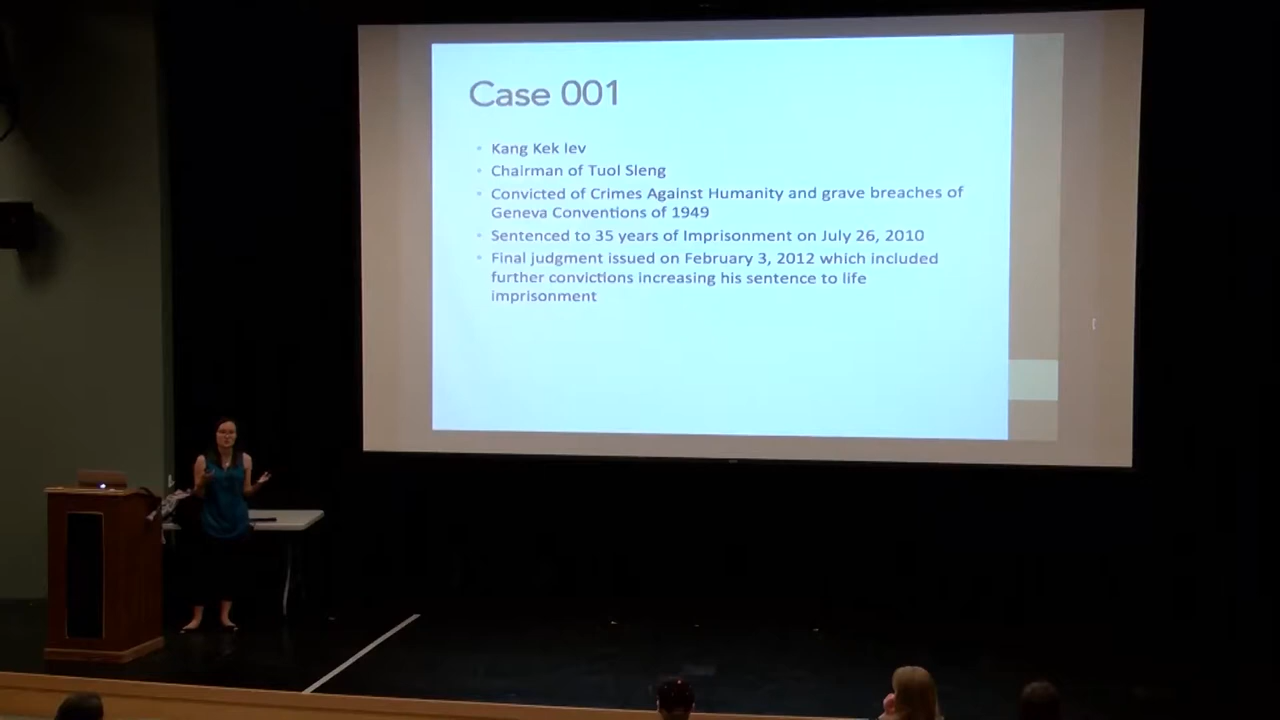 Case 001
Kang Kek Iev
Chairman of Tuol Sleng
Convicted of Crimes Against Humanity and grave breaches of
Geneva Conventions of 1949
Sentenced to 35 years of Imprisonment on July 26, 2010
Final judgment issued on February 3, 2012 which included
further convictions increasing his sentence to life
imprisonment